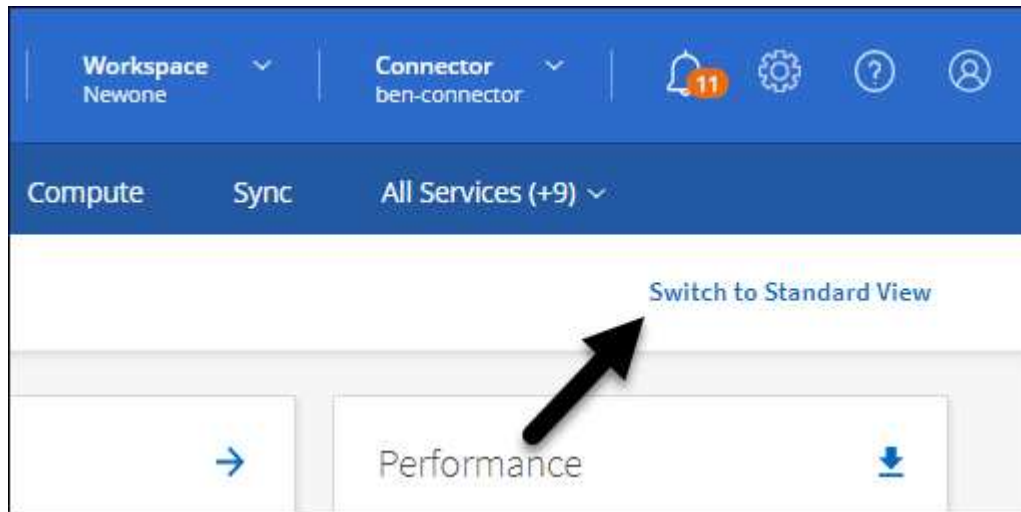 Workspace
Newone
Connector
ben-connector
11
Compute
Sync
All Services (+9)
Switch to Standard View
Performance